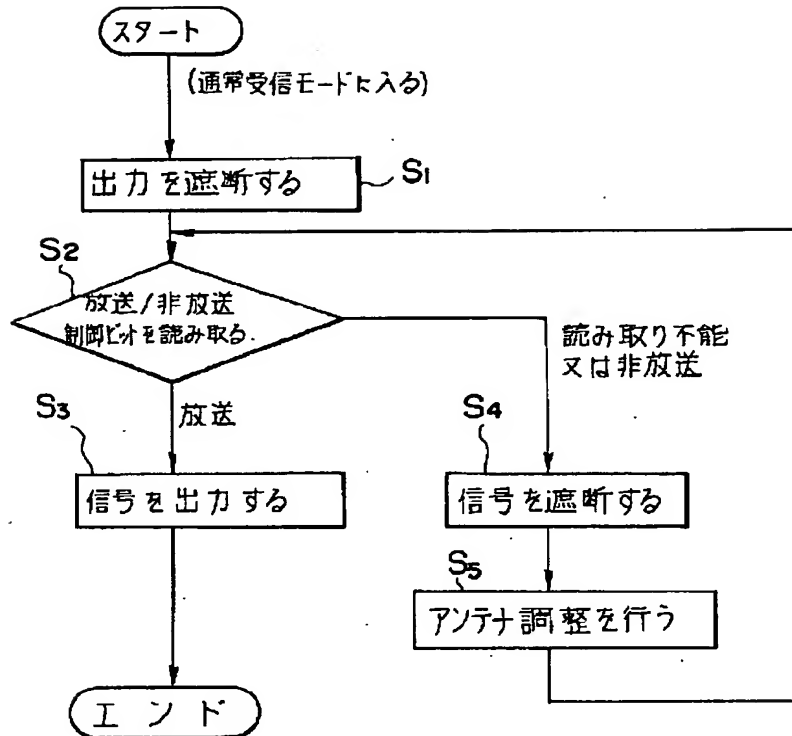 スタート
(通常受信モードに入る)
出力を遮断する
S1
S2
放送/非放送
制御ビットを読み取る.
読み取り不能
又は非放送
放送
S3
信号を出力する
S4
信号を遮断する
S5
アンテナ調整を行う
エンド